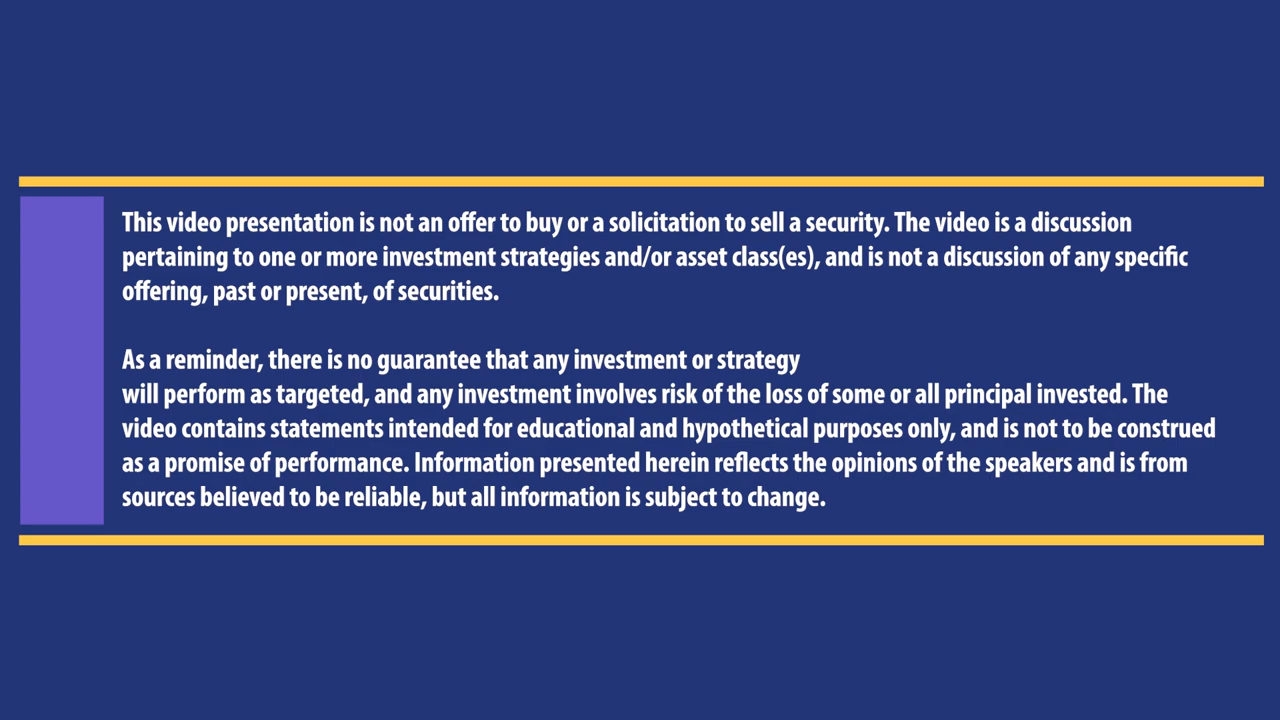 This video presentation is not an offer to buy or a solicitation to sell a security. The video is a discussion
pertaining to one or more investment strategies and/or asset class(es), and is not a discussion of any specific
offering, past or present, of securities.
As a reminder, there is no guarantee that any investment or strategy
will perform as targeted, and any investment involves risk of the loss of some or all principal invested. The
video contains statements intended for educational and hypothetical purposes only, and is not to be construed
as a promise of performance. Information presented herein reflects the opinions of the speakers and is from
sources believed to be reliable, but all information is subject to change.